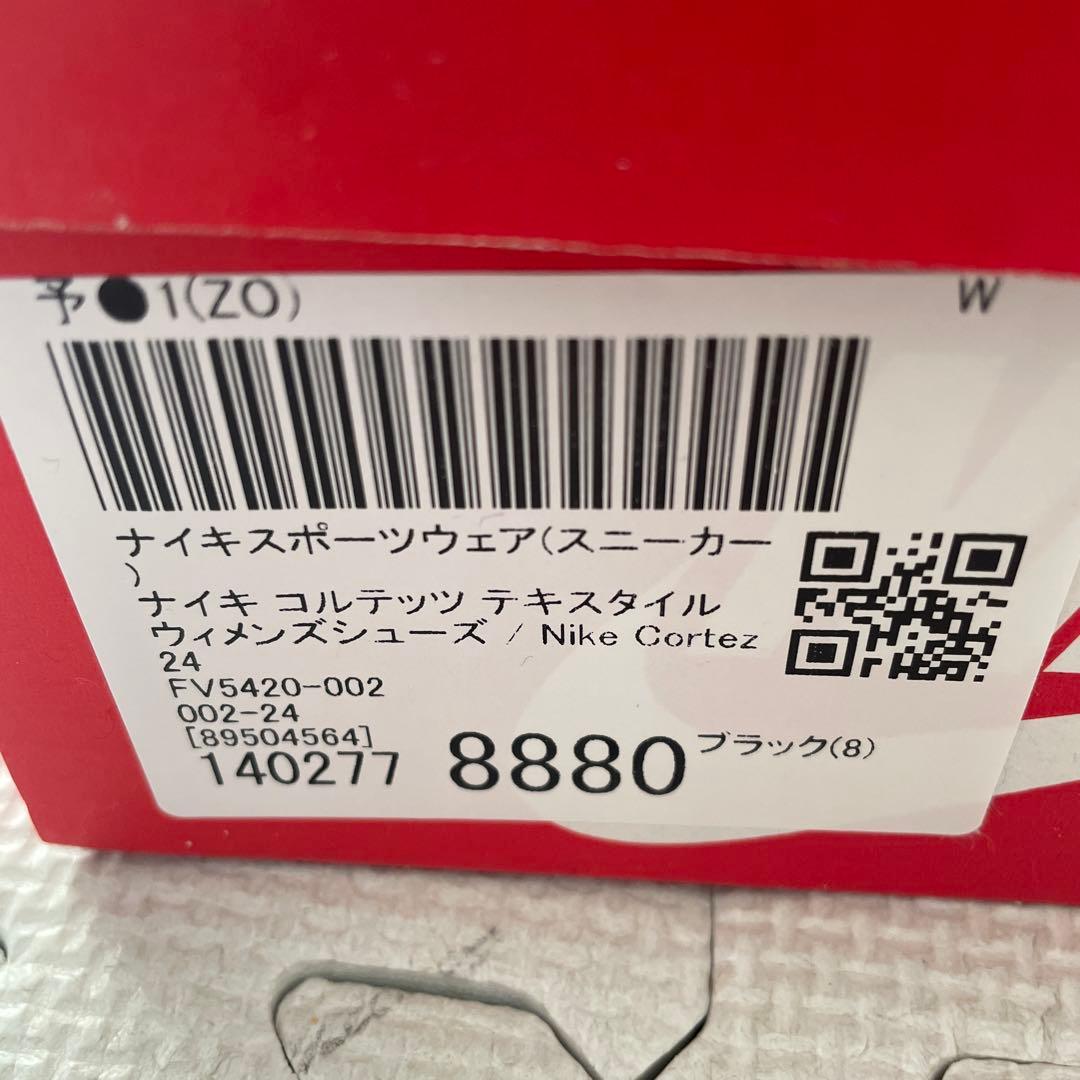 予●1(ZO)
W
ナイキスポーツウェア(スニーカー
)
ナイキ コルテッツ テキスタイル
ウィメンズシューズ / Nike Cortez
24
FV5420-002
002-24
[89504564]
140277 8880 ブラック(8)